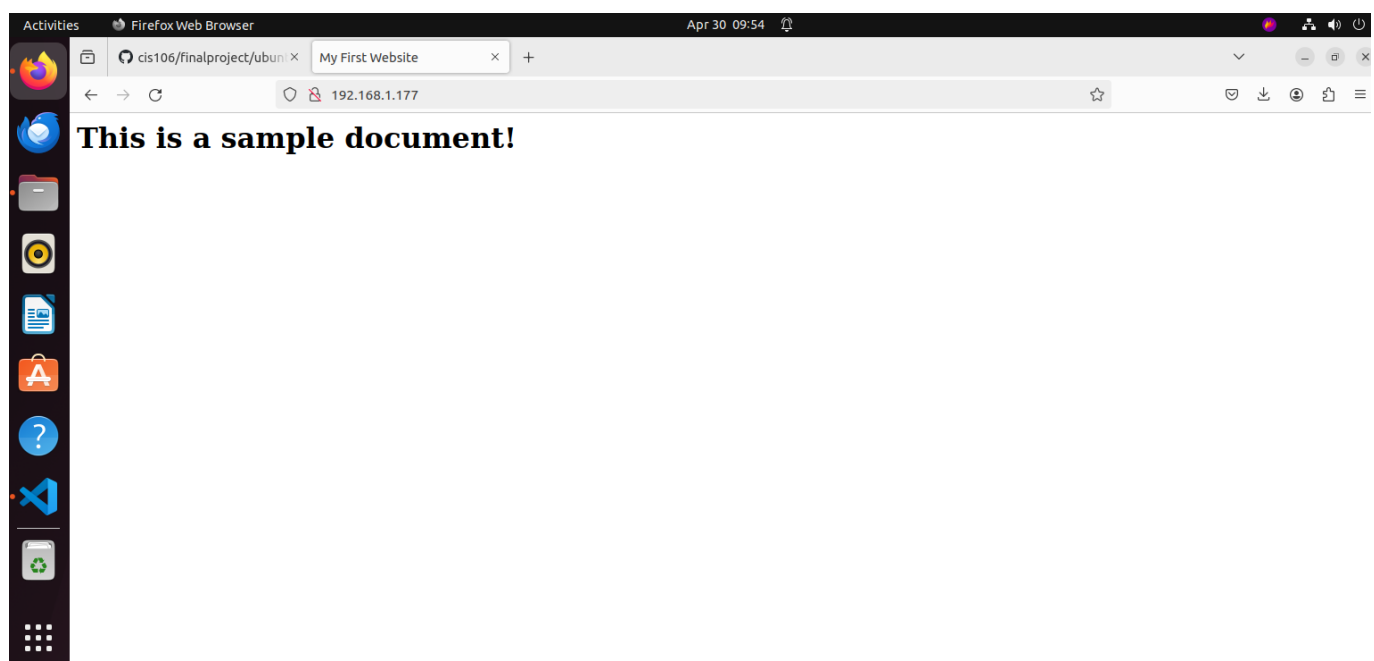 Activities Firefox Web Browser Apr 30 09:54
cis106/finalproject/ubun My First Website
192.168.1.177
This is a sample document!